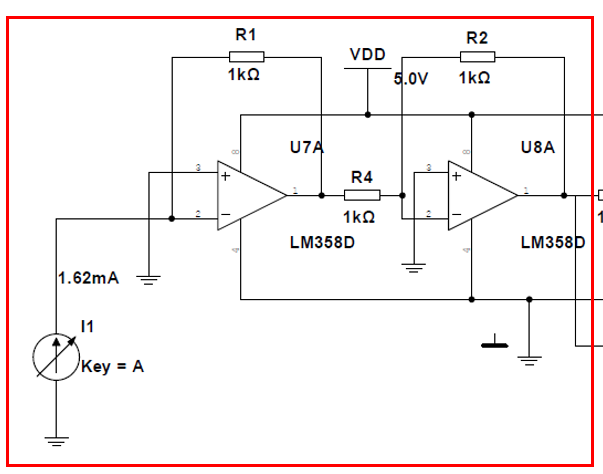 R1
1kΩ
VDD
5.0V
R2
1kΩ
8
U7A
3
2
1
4
LM358D
R4
1kΩ
8
U8A
3
2
1
4
LM358D
1
1.62mA
I1
Key = A